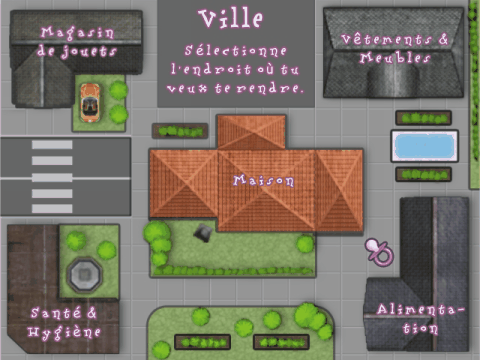 Ville
Sélectionne
l'endroit où tu
veux te rendre.
Magasin
de jouets
Vêtements &
Meubles
Maison
Santé &
Hygiène
Alimenta-
tion